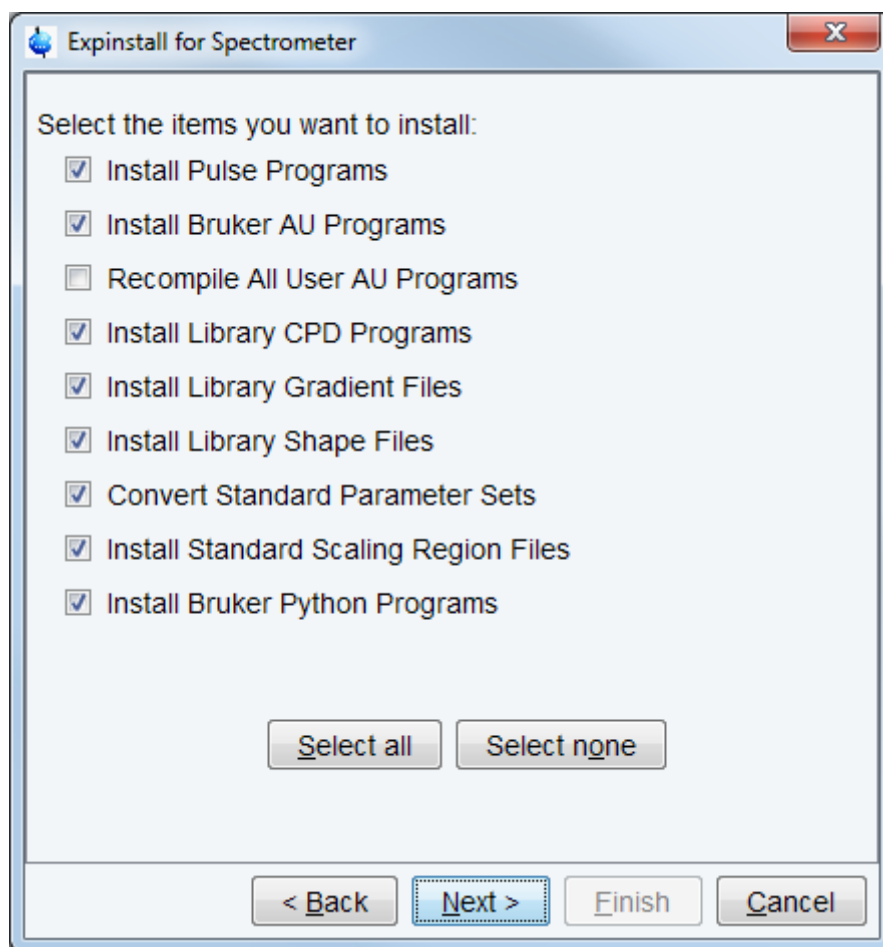 Expinstall for Spectrometer
Select the items you want to install:
Install Pulse Programs
Install Bruker AU Programs
Recompile All User AU Programs
Install Library CPD Programs
Install Library Gradient Files
Install Library Shape Files
Convert Standard Parameter Sets
Install Standard Scaling Region Files
Install Bruker Python Programs
Select all Select none
< Back Next > Finish Cancel